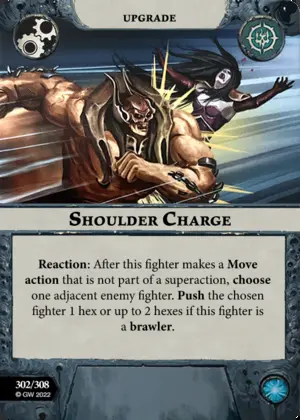 UPGRADE
SHOULDER CHARGE
Reaction: After this fighter makes a Move
action that is not part of a superaction, choose
one adjacent enemy fighter. Push the chosen
fighter 1 hex or up to 2 hexes if this fighter is
a brawler.
302/308
© GW 2022